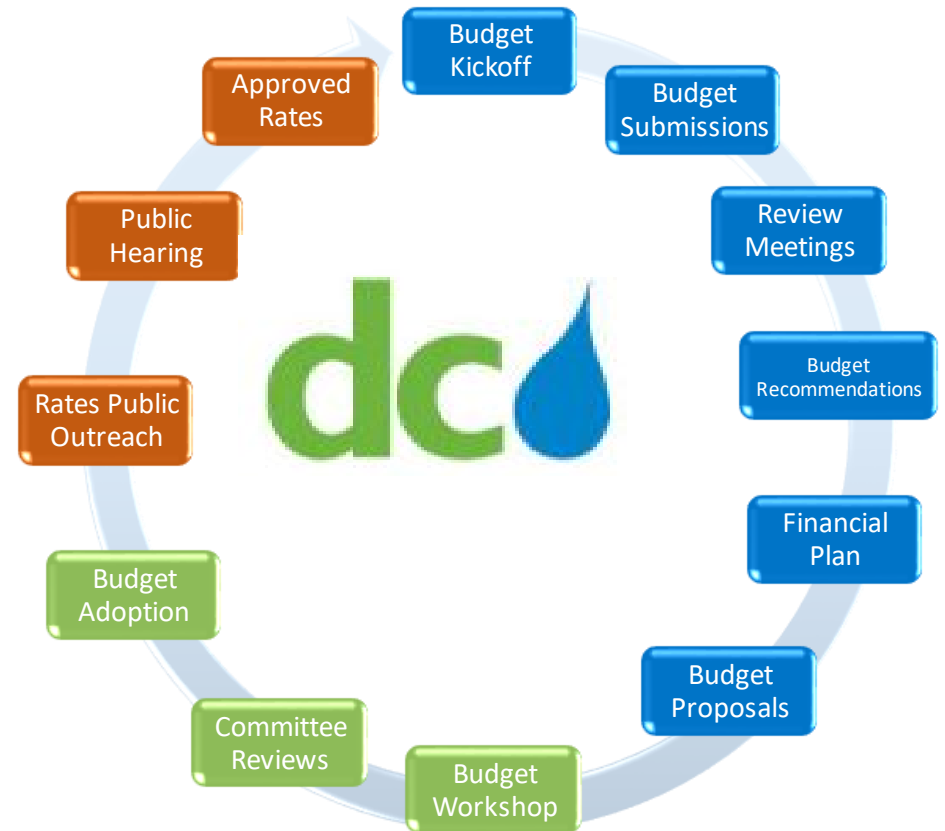 Budget
Kickoff
Budget
Submissions
Review
Meetings
Budget
Recommendations
Financial
Plan
Budget
Proposals
Budget
Workshop
Committee
Reviews
Budget
Adoption
Rates Public
Outreach
Public
Hearing
Approved
Rates
dc